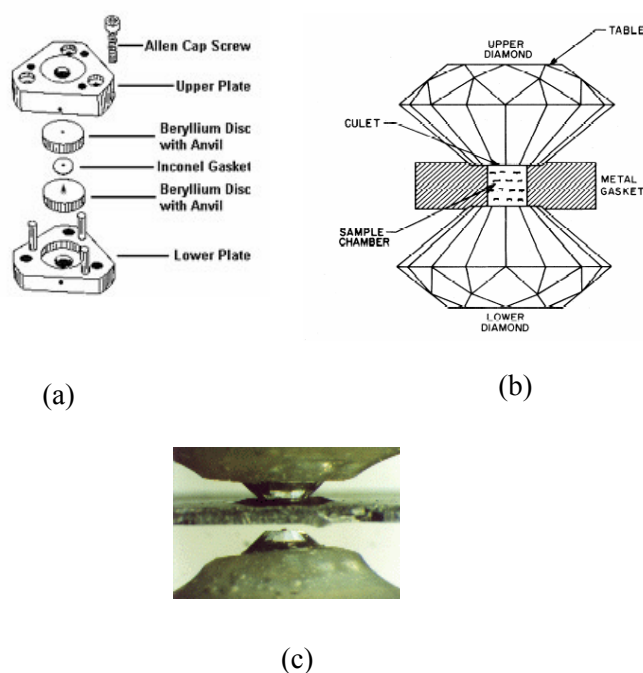 Allen Cap Screw
Upper Plate
Beryllium Disc
with Anvil
Inconel Gasket
Beryllium Disc
with Anvil
Lower Plate
(a)
TABLE
UPPER
DIAMOND
CULET
METAL
GASKET
SAMPLE
CHAMBER
LOWER
DIAMOND
(b)
(c)